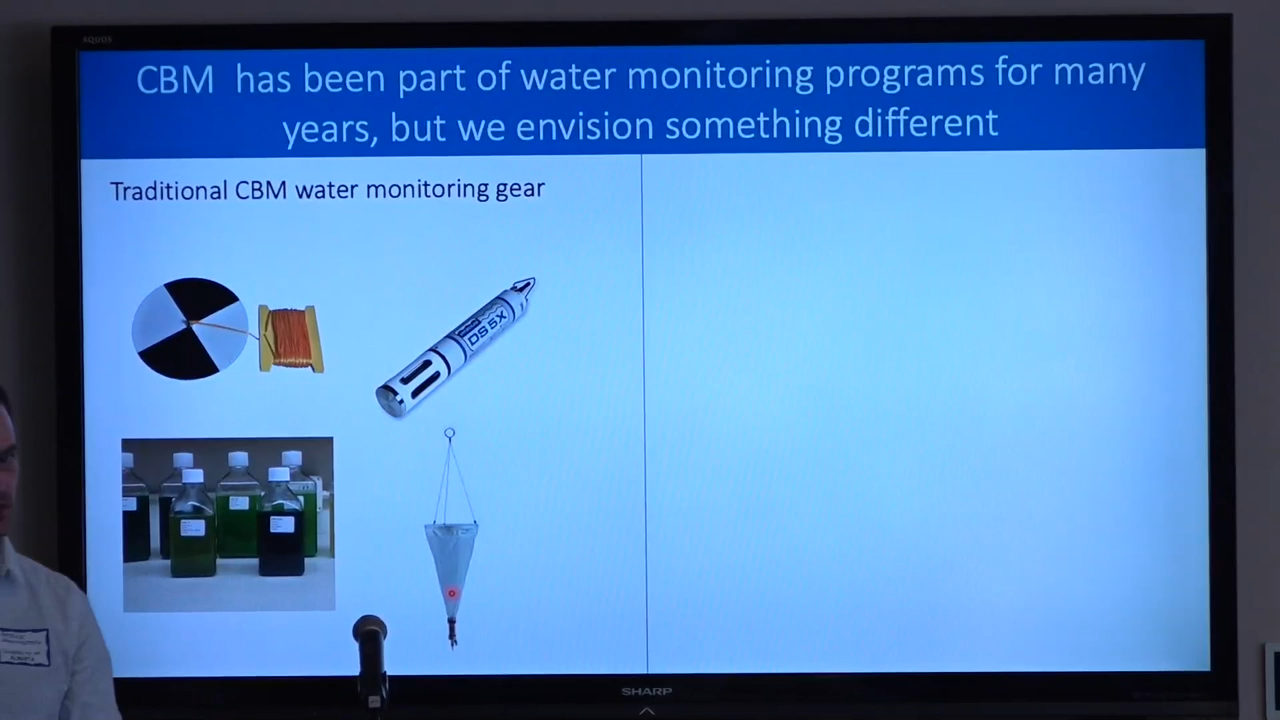 AQUOS
CBM has been part of water monitoring programs for many
years, but we envision something different
Traditional CBM water monitoring gear
DS 5X
SHARP